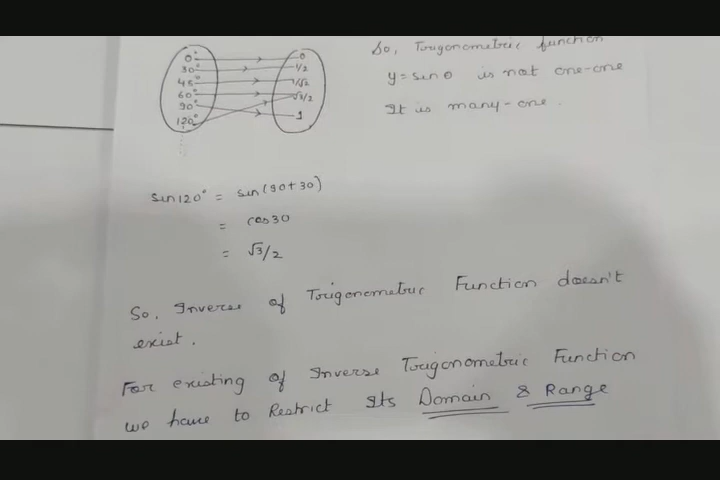 0°
30°
45°
60°
90°
120°
0
1/2
1/√2
√3/2
1
So, Trigonometric function
y = sin θ is not one-one
It is many-one.
sin 120° = sin (90+30)
= cos 30
= √3/2
So, Inverse of Trigonometric Function doesn't
exist.
For existing of Inverse Trigonometric Function
we have to Restrict Its Domain & Range